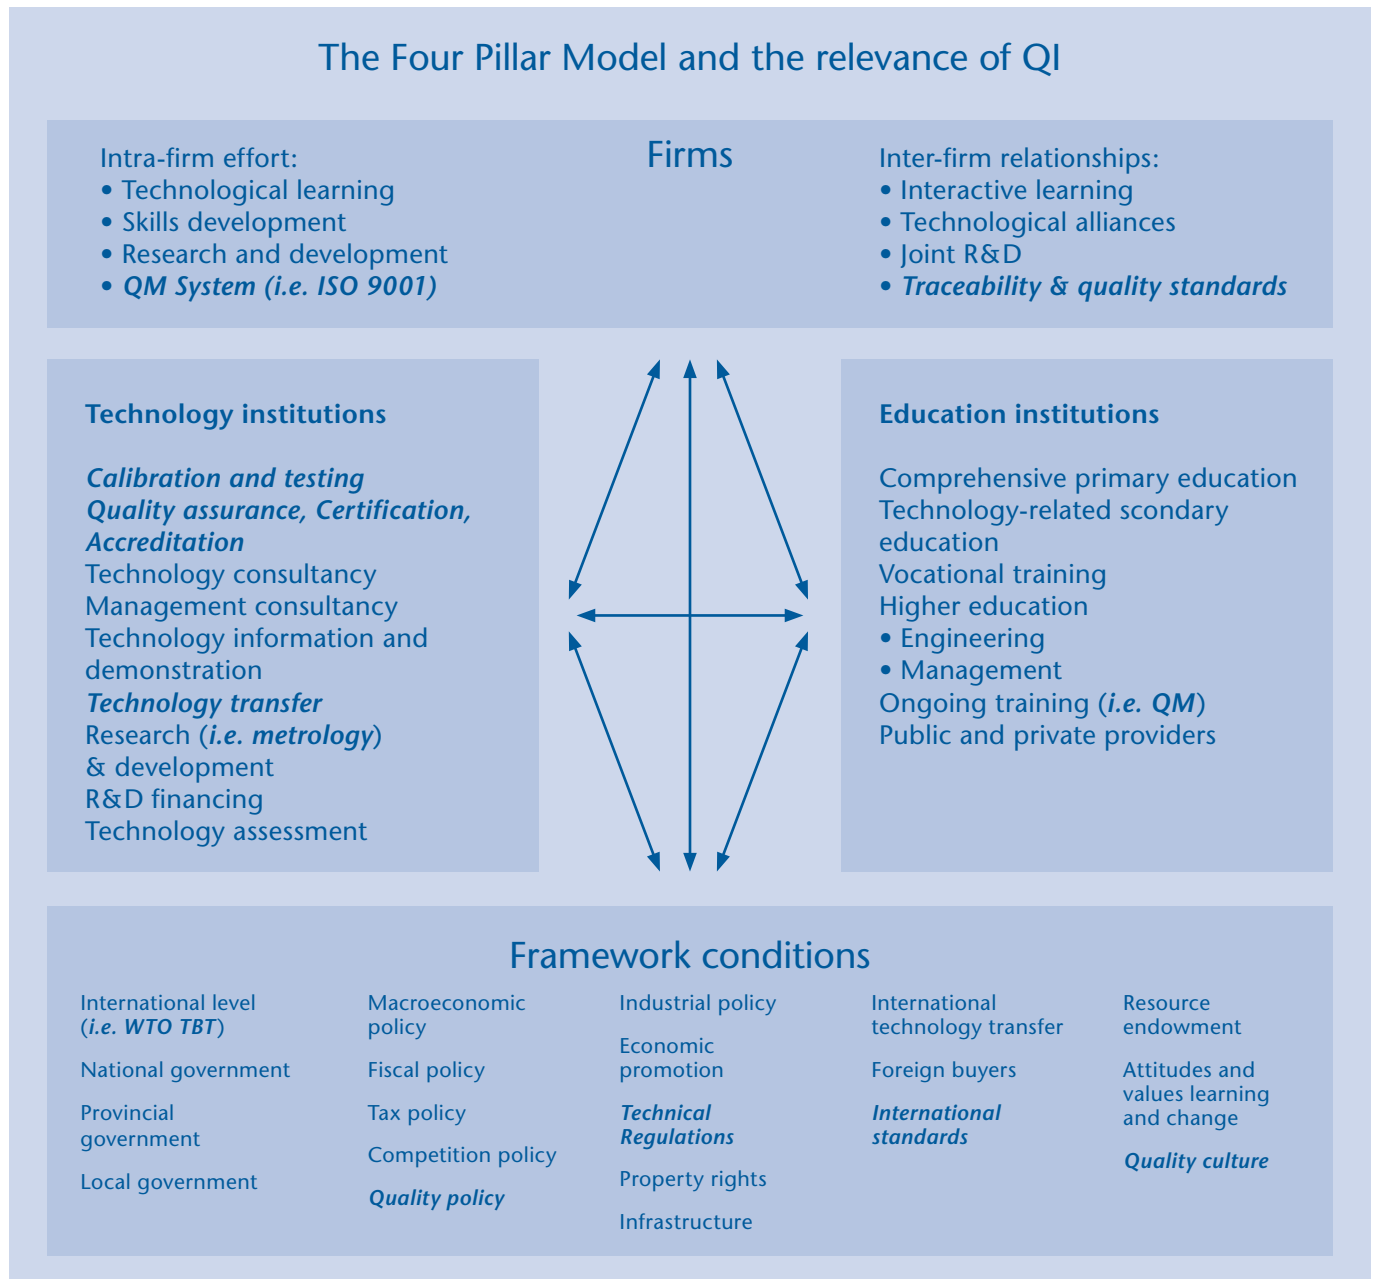 The Four Pillar Model and the relevance of QI
Firms
Intra-firm effort:
• Technological learning
• Skills development
• Research and development
• QM System (i.e. ISO 9001)
Inter-firm relationships:
• Interactive learning
• Technological alliances
• Joint R&D
• Traceability & quality standards
Technology institutions
Calibration and testing
Quality assurance, Certification,
Accreditation
Technology consultancy
Management consultancy
Technology information and
demonstration
Technology transfer
Research (i.e. metrology)
& development
R&D financing
Technology assessment
Education institutions
Comprehensive primary education
Technology-related scondary
education
Vocational training
Higher education
• Engineering
• Management
Ongoing training (i.e. QM)
Public and private providers
Framework conditions
International level
(i.e. WTO TBT)
National government
Provincial
government
Local government
Macroeconomic
policy
Fiscal policy
Tax policy
Competition policy
Quality policy
Industrial policy
Economic
promotion
Technical
Regulations
Property rights
Infrastructure
International
technology transfer
Foreign buyers
International
standards
Resource
endowment
Attitudes and
values learning
and change
Quality culture